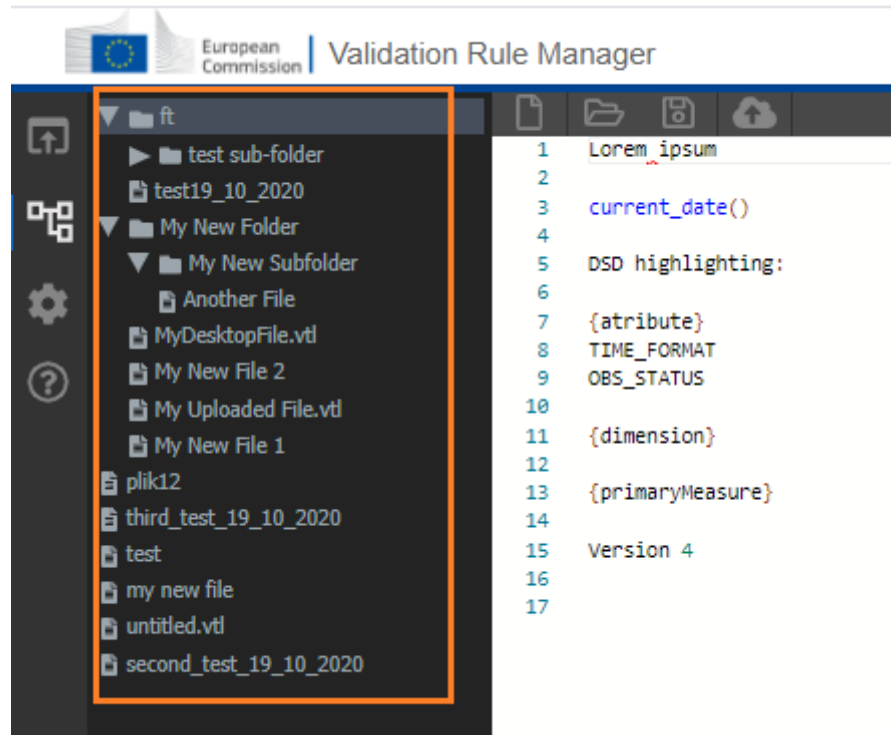 European
Commission
Validation Rule Manager
ft
test sub-folder
test19_10_2020
My New Folder
My New Subfolder
Another File
MyDesktopFile.vtl
My New File 2
My Uploaded File.vtl
My New File 1
plik12
third_test_19_10_2020
test
my new file
untitled.vtl
second_test_19_10_2020
1 Lorem ipsum
2
3 current_date()
4
5 DSD highlighting:
6
7 {atribute}
8 TIME_FORMAT
9 OBS_STATUS
10
11 {dimension}
12
13 {primaryMeasure}
14
15 Version 4
16
17